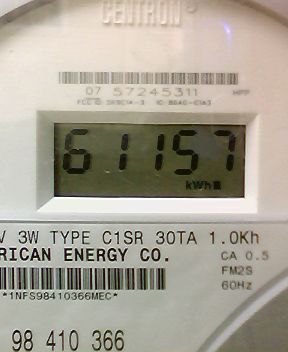 CENTRON
07 57245311 HPP
61157
kWh
V 3W TYPE C1SR 30TA 1.0Kh
RICAN ENERGY CO. CA 0.5
FM2S
*1NFS98410366MEC* 60Hz
98 410 366